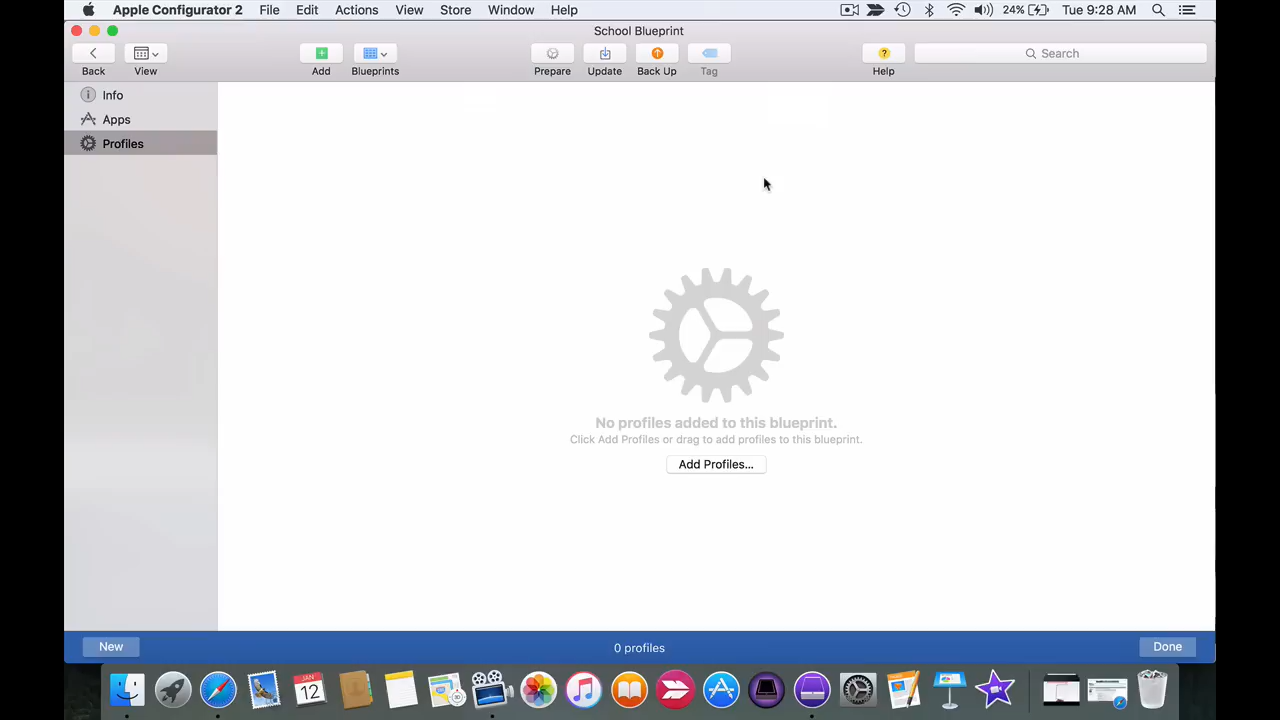 Apple Configurator 2 File Edit Actions View Store Window Help 24% Tue 9:28 AM
School Blueprint
Back View Add Blueprints Prepare Update Back Up Tag Help Search
Info
Apps
Profiles
No profiles added to this blueprint.
Click Add Profiles or drag to add profiles to this blueprint.
Add Profiles...
New 0 profiles Done
JAN
12